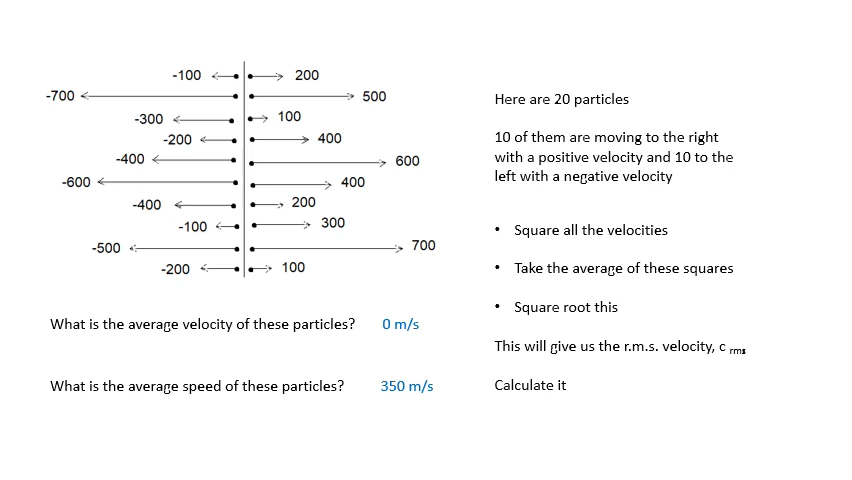 -100 200
-700 500
-300 100
-200 400
-400 600
-600 400
-400 200
-100 300
-500 700
-200 100
What is the average velocity of these particles? 0 m/s
What is the average speed of these particles? 350 m/s
Here are 20 particles
10 of them are moving to the right
with a positive velocity and 10 to the
left with a negative velocity
• Square all the velocities
• Take the average of these squares
• Square root this
This will give us the r.m.s. velocity, c rms
Calculate it